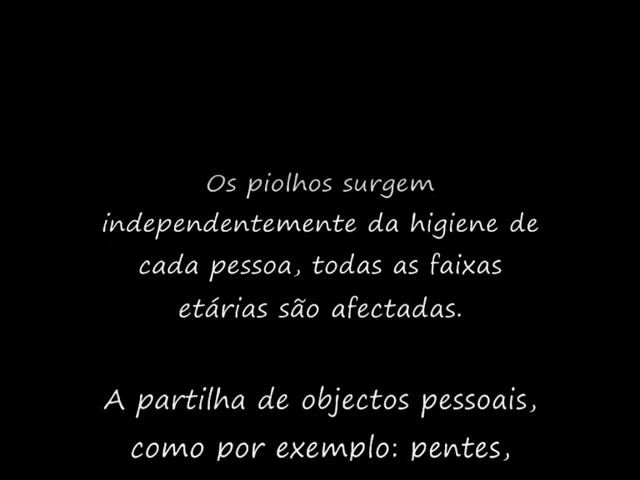 Os piolhos surgem
independentemente da higiene de
cada pessoa, todas as faixas
etárias são afectadas.
A partilha de objectos pessoais,
como por exemplo: pentes,